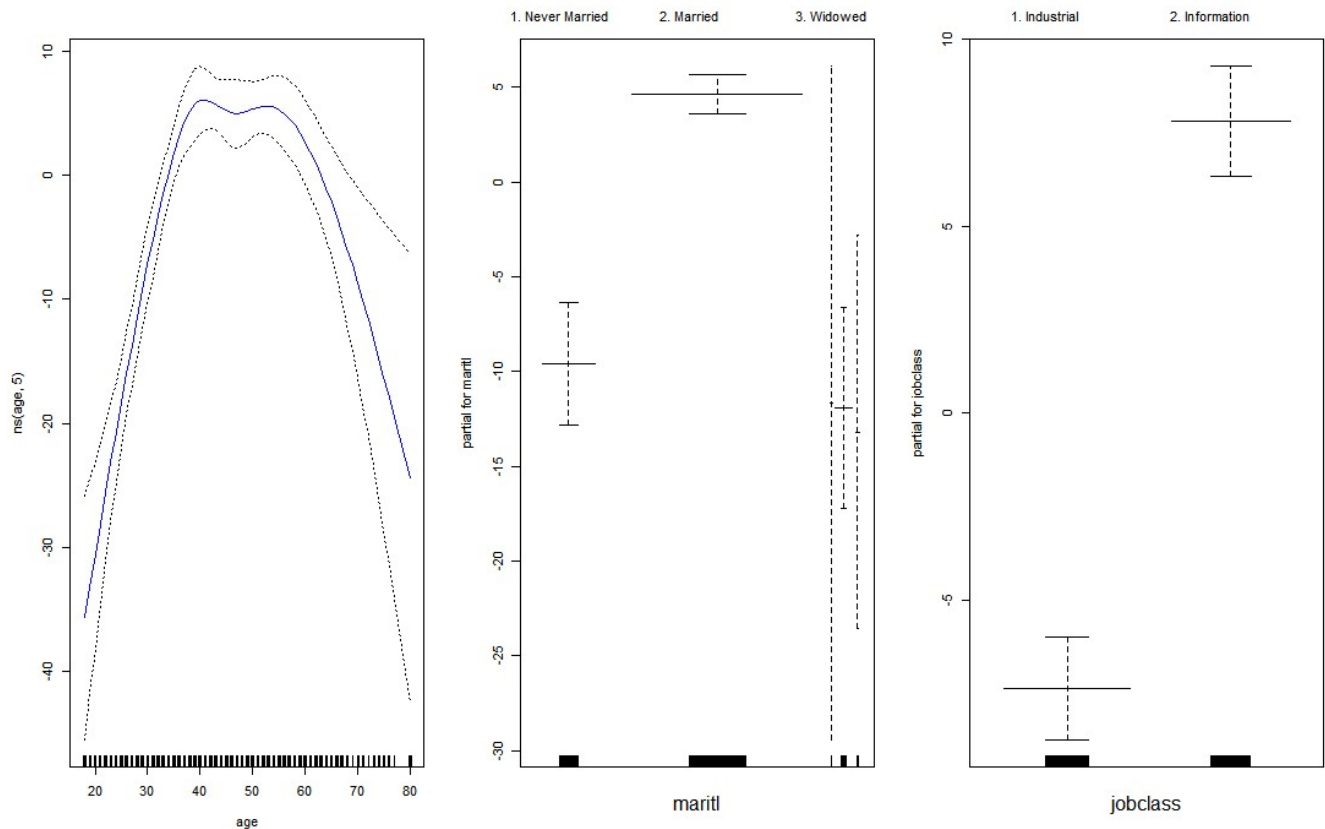 1. Never Married
2. Married
3. Widowed
1. Industrial
2. Information
ns(age, 5)
10
0
-10
-20
-30
-40
20
30
40
50
60
70
80
age
partial for maritl
5
0
-5
-10
-15
-20
-25
-30
maritl
partial for jobclass
10
5
0
-5
jobclass